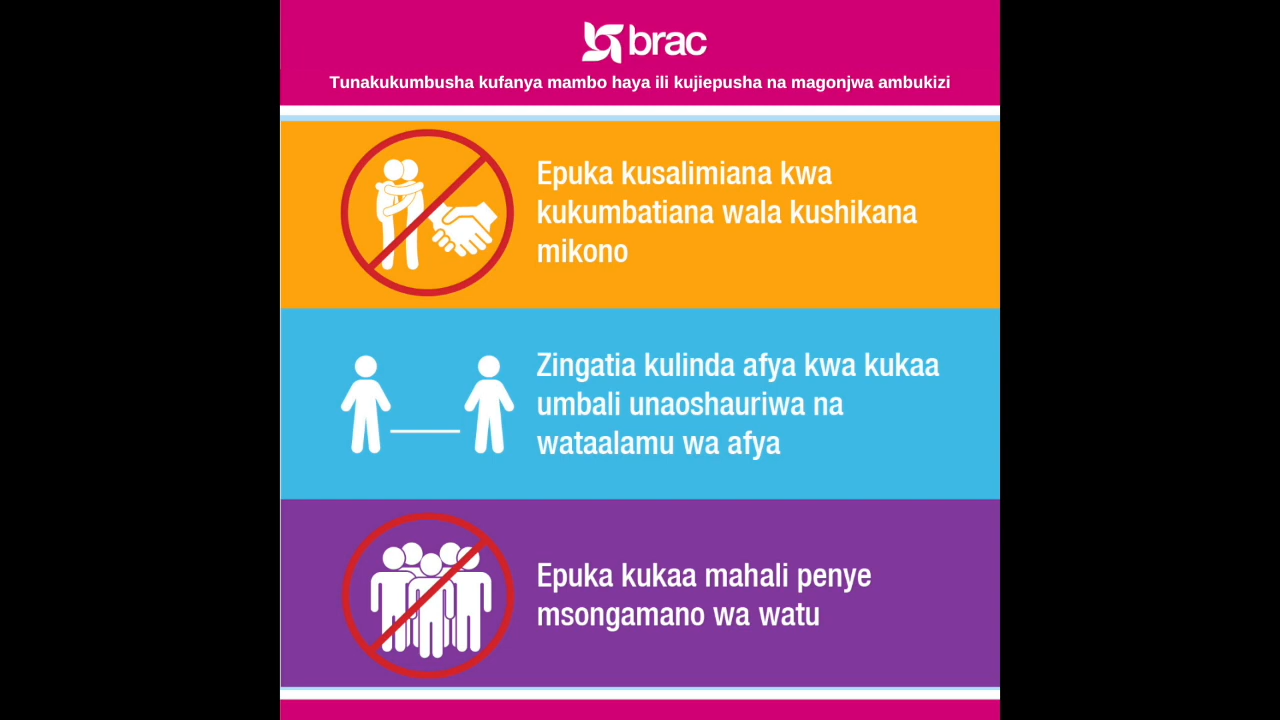 brac
Tunakukumbusha kufanya mambo haya ili kujiepusha na magonjwa ambukizi
Epuka kusalimiana kwa
kukumbatiana wala kushikana
mikono
Zingatia kulinda afya kwa kukaa
umbali unaoshauriwa na
wataalamu wa afya
Epuka kukaa mahali penye
msongamano wa watu